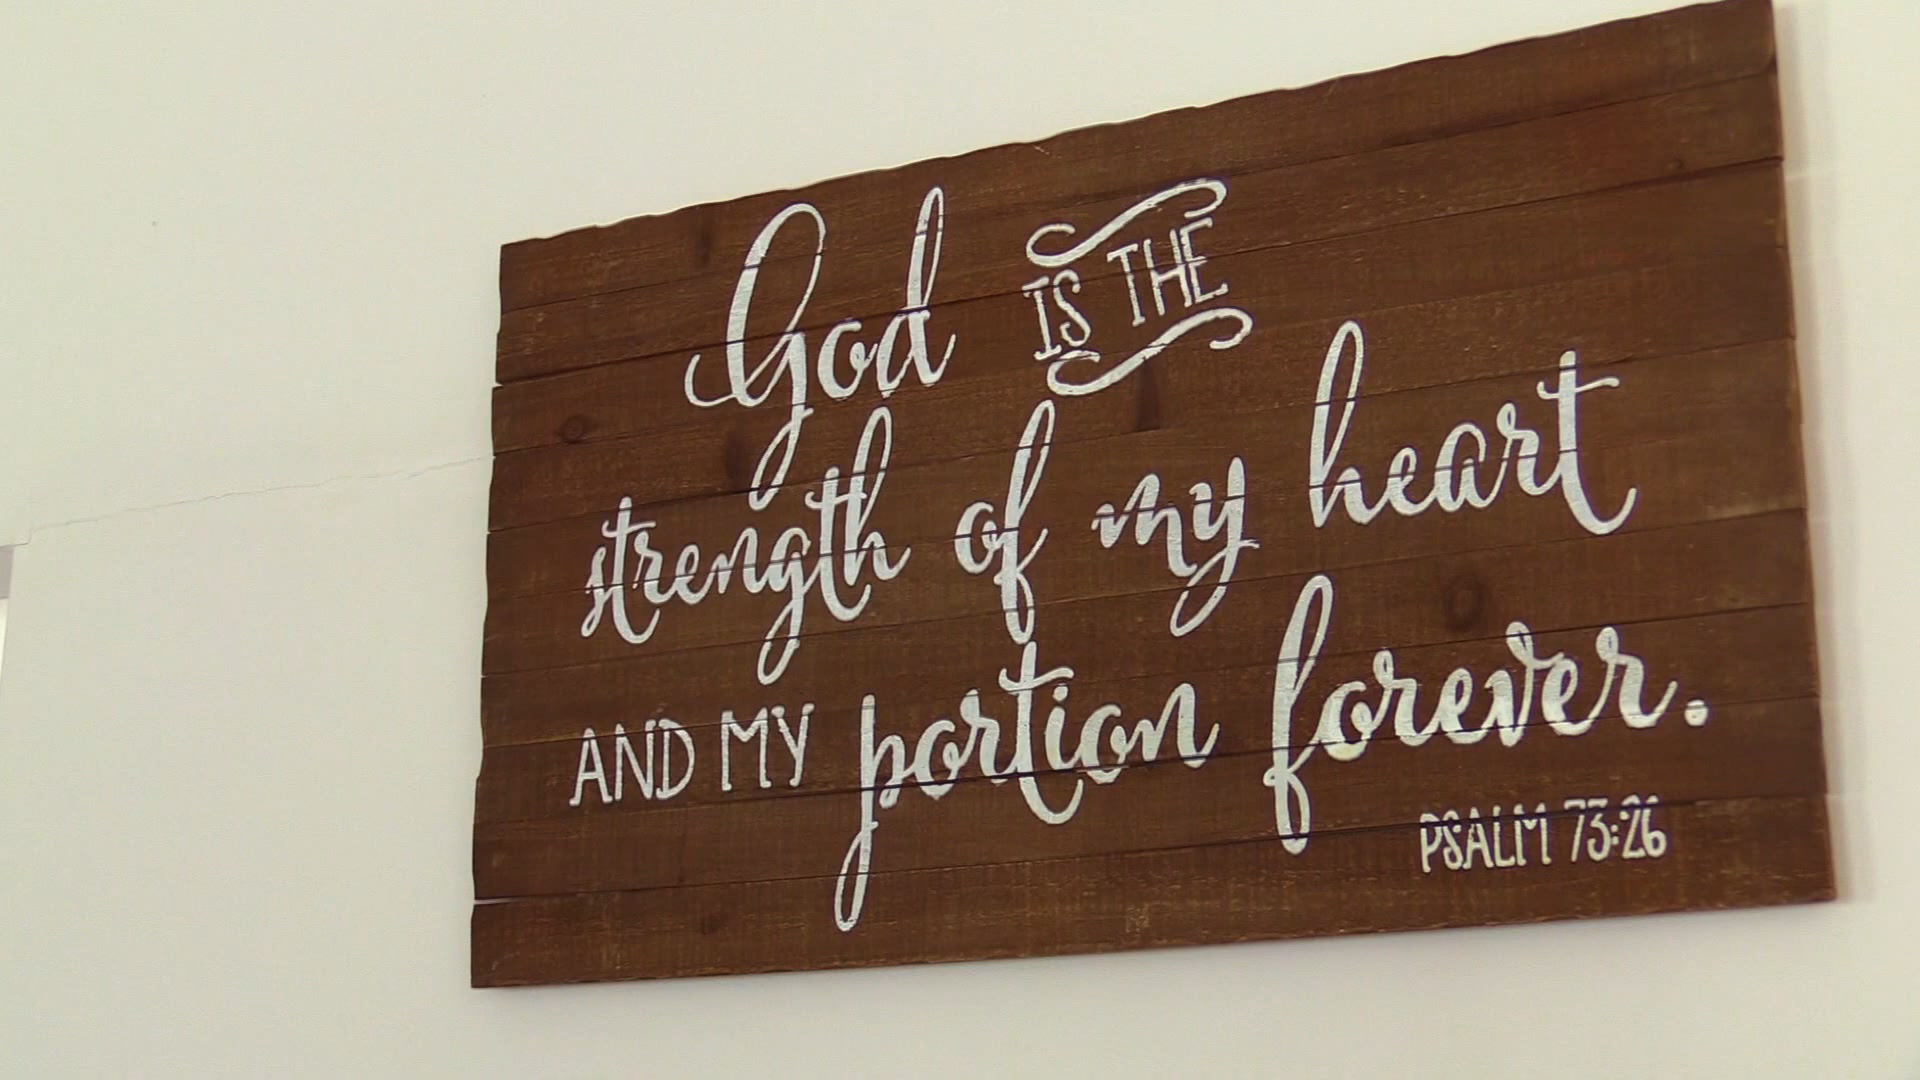 God IS THE
strength of my heart
AND MY portion forever.
PSALM 73:26